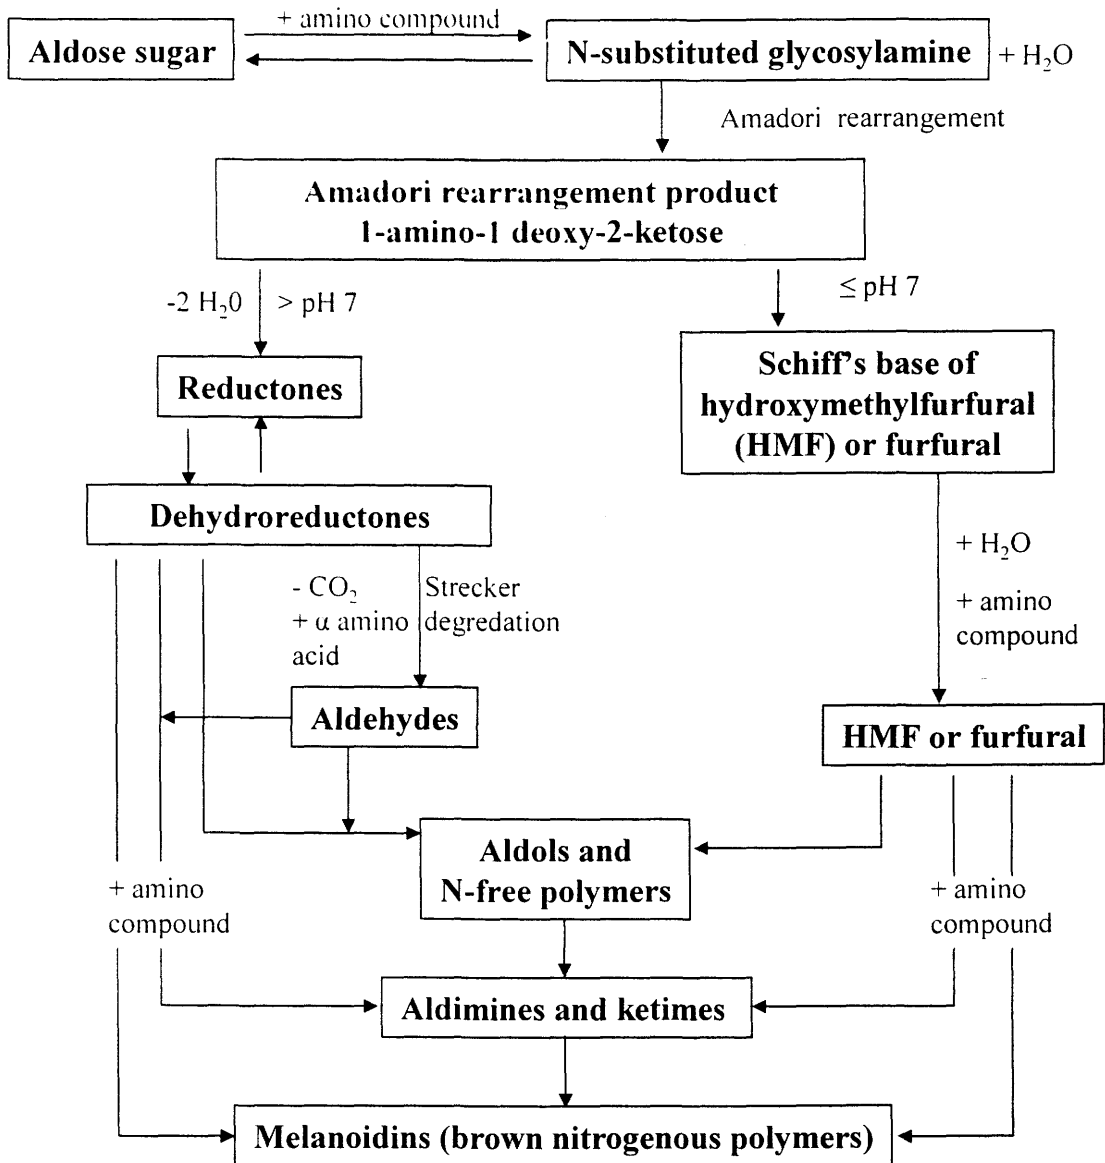 + amino compound
Aldose sugar
N-substituted glycosylamine
+ H₂O
Amadori rearrangement
Amadori rearrangement product
1-amino-1 deoxy-2-ketose
-2 H₂0
> pH 7
≤ pH 7
Reductones
Schiff's base of
hydroxymethylfurfural
(HMF) or furfural
Dehydroreductones
+ H₂O
+ amino
compound
- CO₂
+ α amino
acid
Strecker
degredation
Aldehydes
HMF or furfural
Aldols and
N-free polymers
+ amino
compound
+ amino
compound
Aldimines and ketimes
Melanoidins (brown nitrogenous polymers)